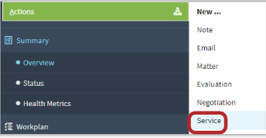 Actions
Summary
Overview
Status
Health Metrics
Workplan
New ...
Note
Email
Matter
Evaluation
Negotiation
Service